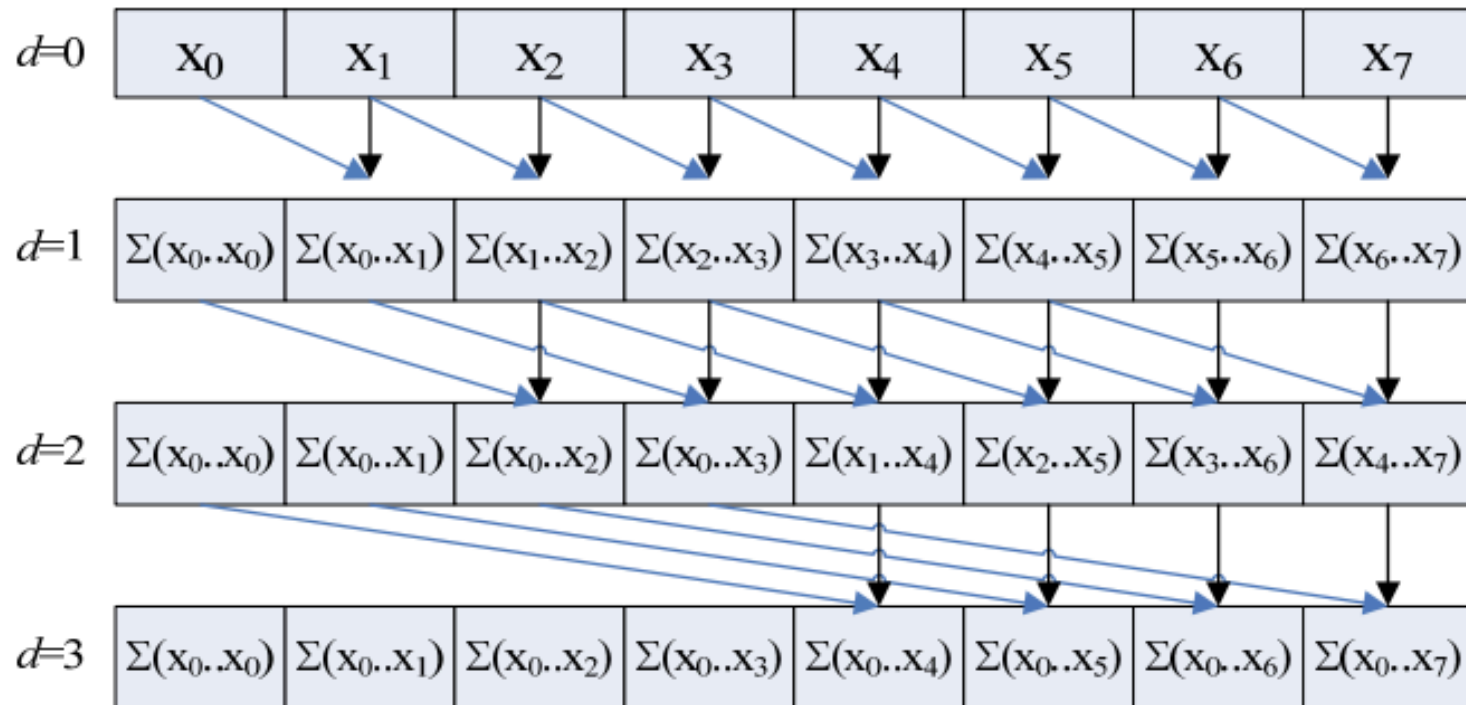 d=0 x₀ x₁ x₂ x₃ x₄ x₅ x₆ x₇
d=1 Σ(x₀..x₀) Σ(x₀..x₁) Σ(x₁..x₂) Σ(x₂..x₃) Σ(x₃..x₄) Σ(x₄..x₅) Σ(x₅..x₆) Σ(x₆..x₇)
d=2 Σ(x₀..x₀) Σ(x₀..x₁) Σ(x₀..x₂) Σ(x₀..x₃) Σ(x₁..x₄) Σ(x₂..x₅) Σ(x₃..x₆) Σ(x₄..x₇)
d=3 Σ(x₀..x₀) Σ(x₀..x₁) Σ(x₀..x₂) Σ(x₀..x₃) Σ(x₀..x₄) Σ(x₀..x₅) Σ(x₀..x₆) Σ(x₀..x₇)